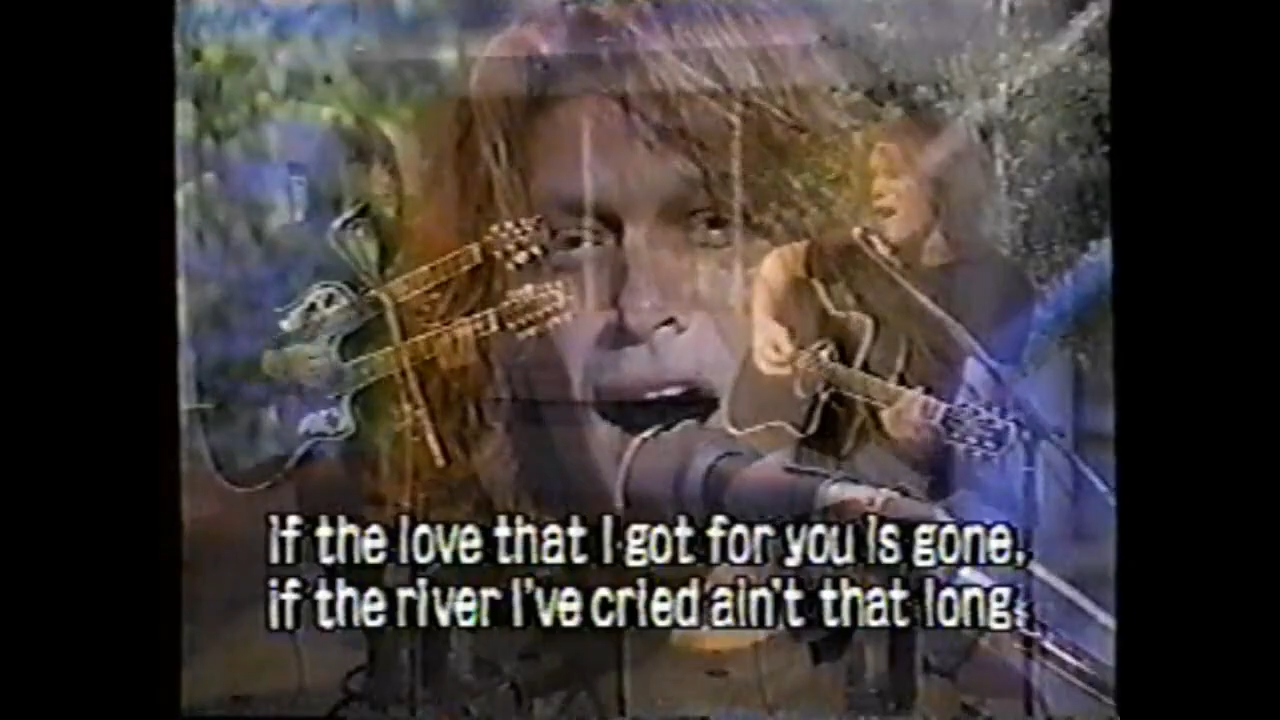 if the love that I got for you is gone,
if the river I've cried ain't that long,